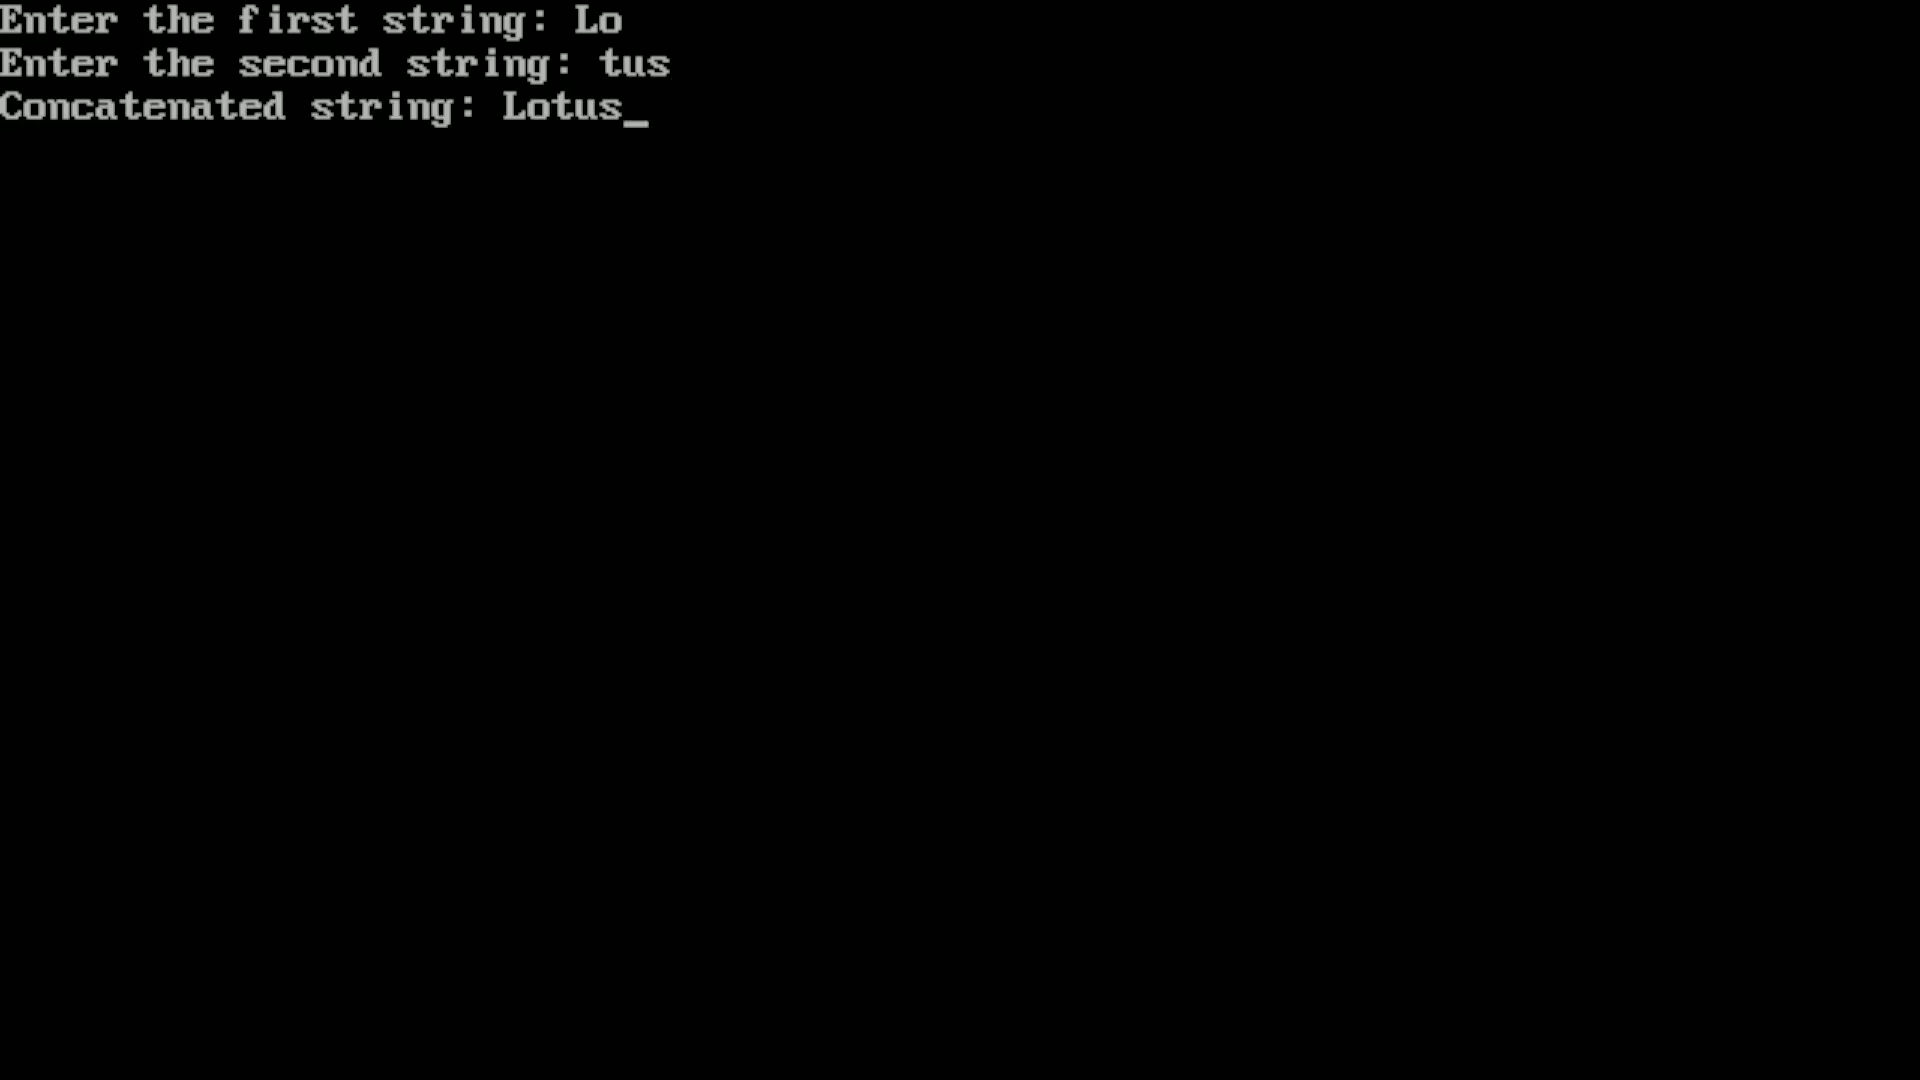 Enter the first string: Lo
Enter the second string: tus
Concatenated string: Lotus_